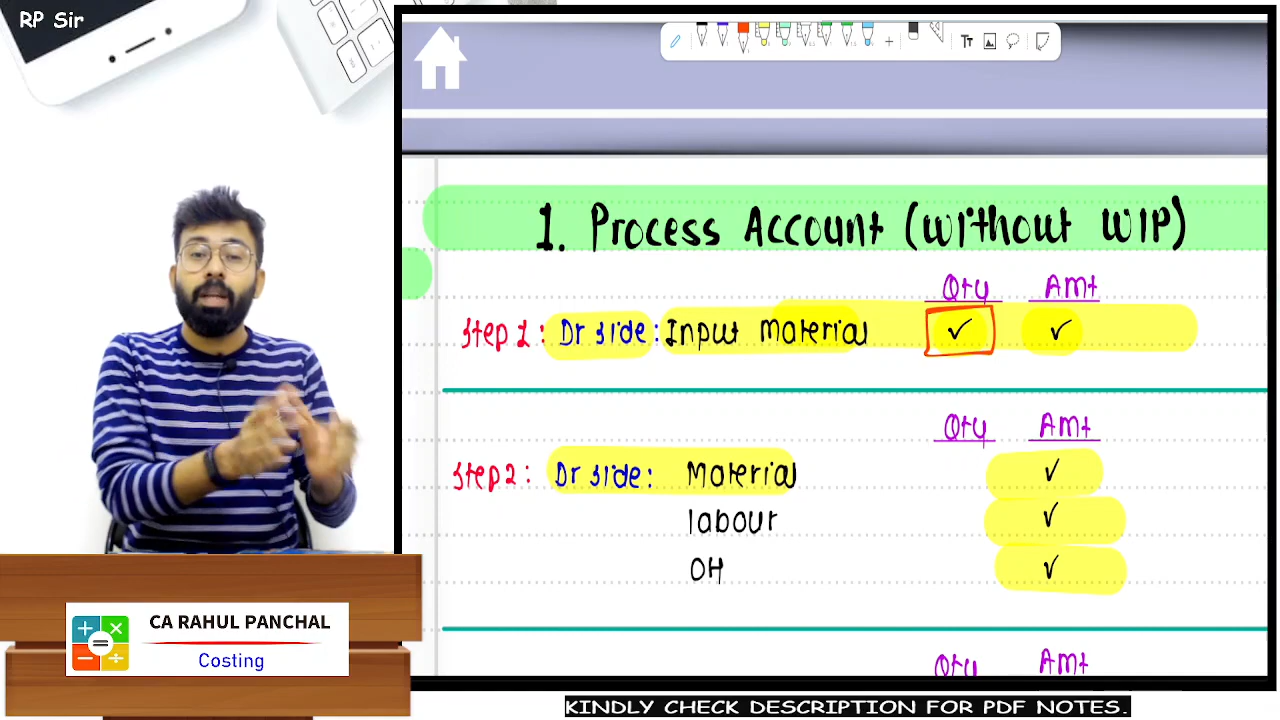 RP Sir
Tt
1. Process Account (without WIP)
Qty Amt
Step 1 : Dr side : Input Material ✓ ✓
Qty Amt
Step 2 : Dr side : Material ✓
labour ✓
OH ✓
Qty Amt
CA RAHUL PANCHAL
Costing
KINDLY CHECK DESCRIPTION FOR PDF NOTES.